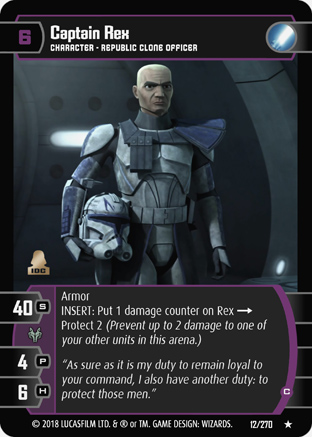 6 Captain Rex
CHARACTER - REPUBLIC CLONE OFFICER
IDC
40 S
Armor
INSERT: Put 1 damage counter on Rex →
Protect 2 (Prevent up to 2 damage to one of
your other units in this arena.)
4 P
6 H
“As sure as it is my duty to remain loyal to
your command, I also have another duty: to
protect those men.”
C
© 2018 LUCASFILM LTD. & ® or TM. GAME DESIGN: WIZARDS. 12/270 ★